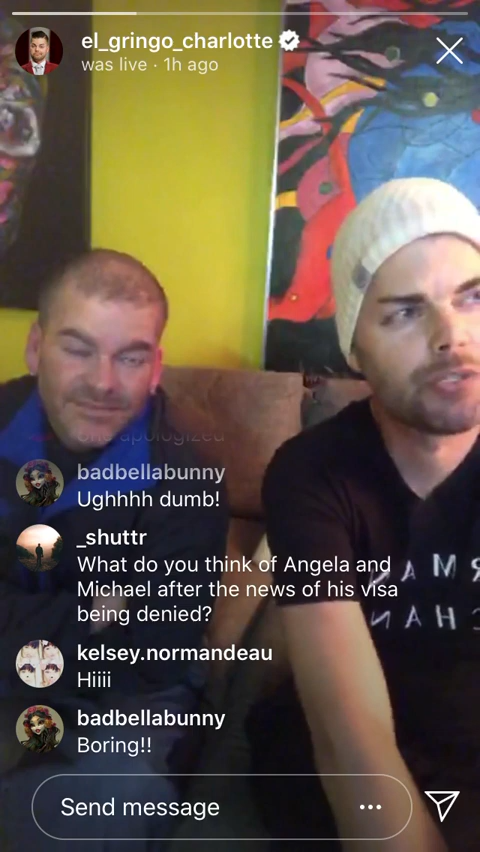 el_gringo_charlotte
was live · 1h ago
badbellabunny
Ughhhh dumb!
_shuttr
What do you think of Angela and
Michael after the news of his visa
being denied?
kelsey.normandeau
Hiiii
badbellabunny
Boring!!
Send message